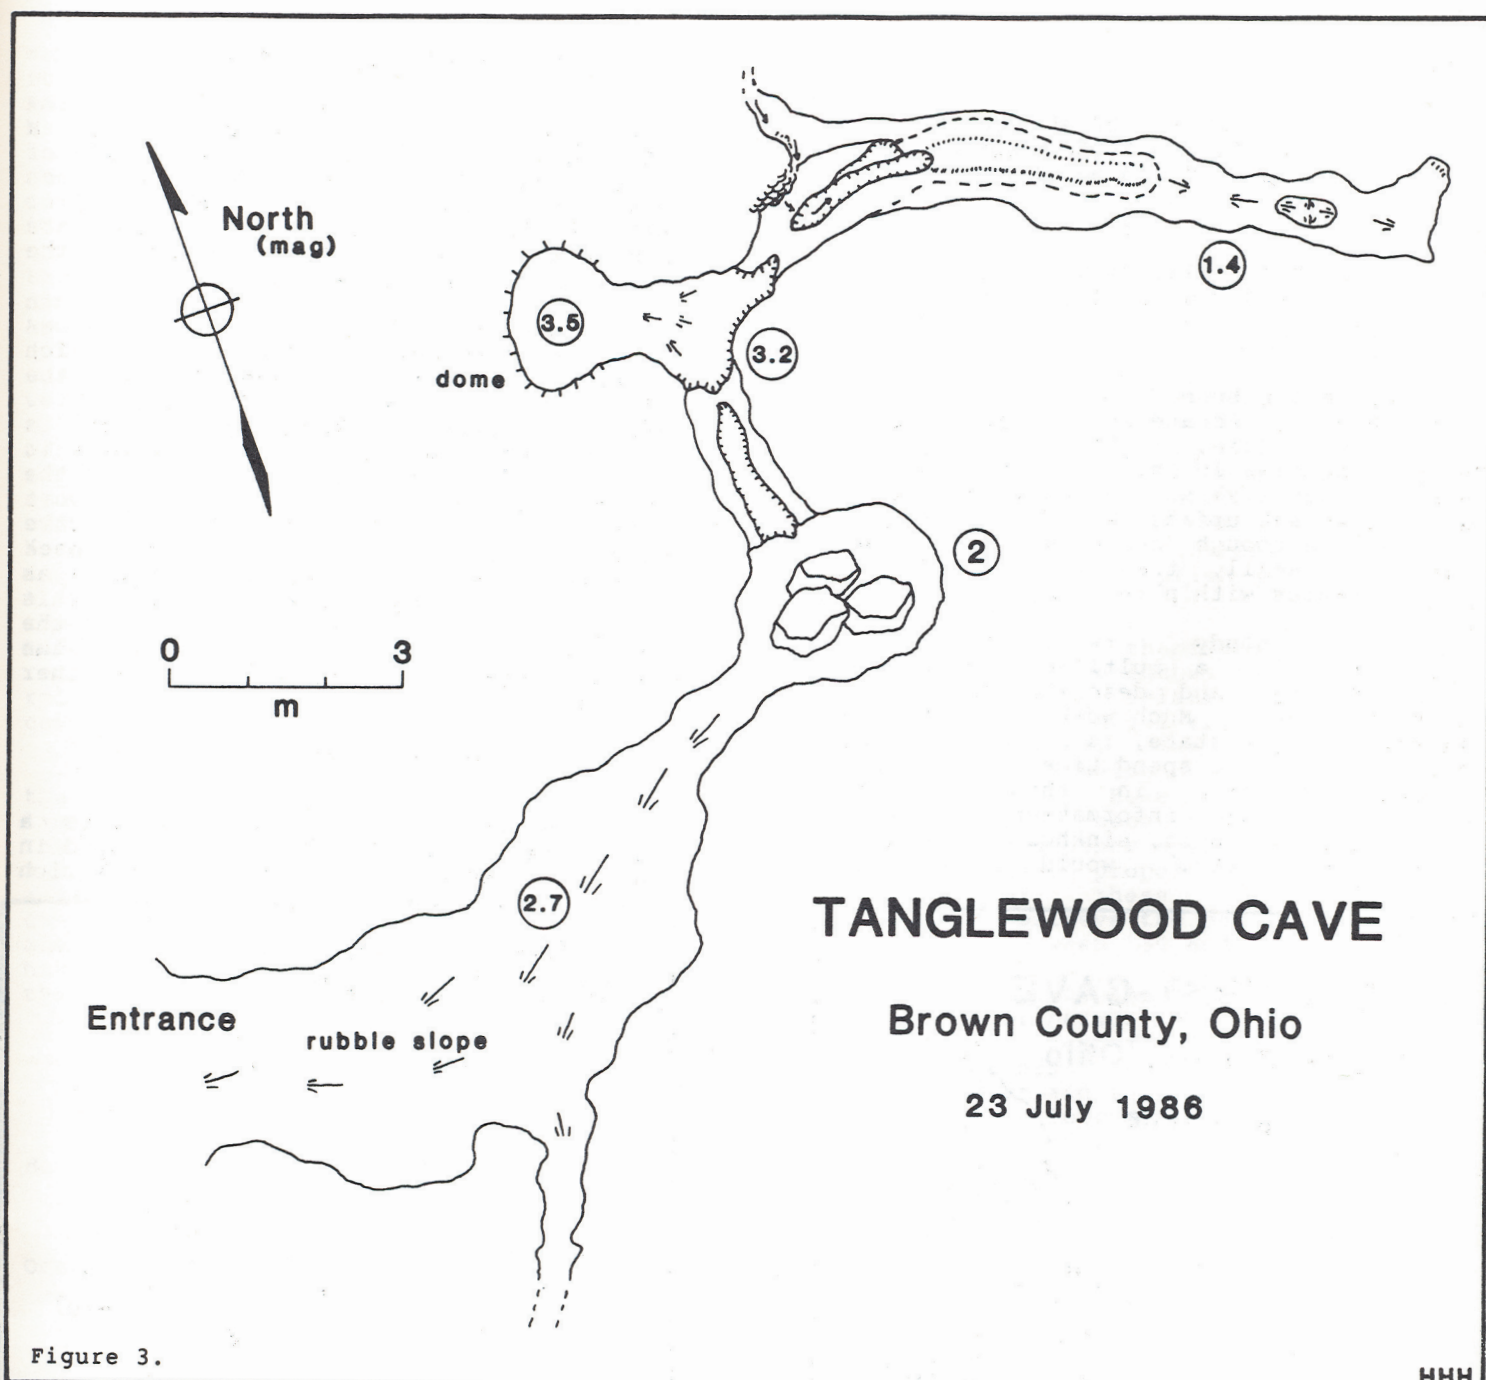 North
(mag)
1.4
3.5
3.2
dome
2
0 3
m
2.7
TANGLEWOOD CAVE
Entrance
Brown County, Ohio
rubble slope
23 July 1986
Figure 3.
HHH